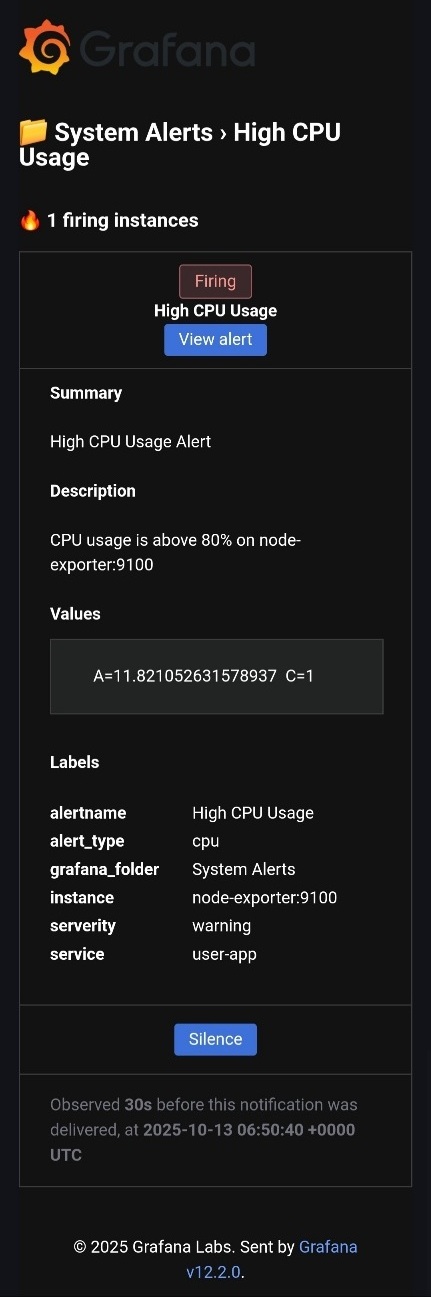 Grafana
📁 System Alerts › High CPU
Usage
🔥 1 firing instances
Firing
High CPU Usage
View alert
Summary
High CPU Usage Alert
Description
CPU usage is above 80% on node-
exporter:9100
Values
A=11.821052631578937 C=1
Labels
alertname High CPU Usage
alert_type cpu
grafana_folder System Alerts
instance node-exporter:9100
serverity warning
service user-app
Silence
Observed 30s before this notification was
delivered, at 2025-10-13 06:50:40 +0000
UTC
© 2025 Grafana Labs. Sent by Grafana
v12.2.0.